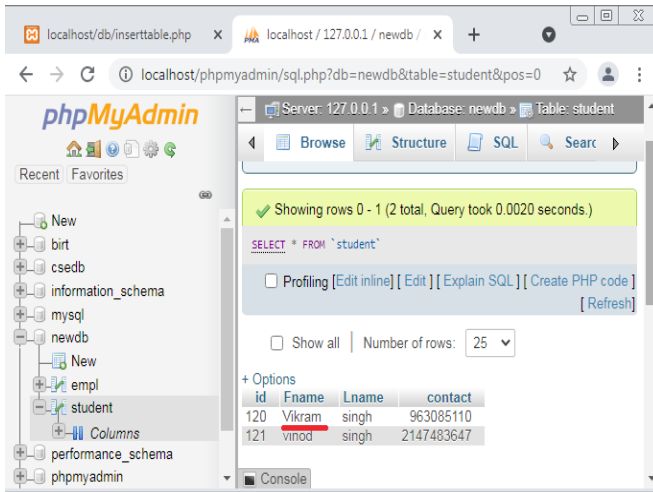 localhost/db/inserttable.php
localhost / 127.0.0.1 / newdb /
localhost/phpmyadmin/sql.php?db=newdb&table=student&pos=0
phpMyAdmin
Recent Favorites
New
birt
csedb
information_schema
mysql
newdb
New
empl
student
Columns
performance_schema
phpmyadmin
Server: 127.0.0.1 » Database: newdb » Table: student
Browse Structure SQL Searc
Showing rows 0 - 1 (2 total, Query took 0.0020 seconds.)
SELECT * FROM `student`
Profiling [Edit inline] [ Edit ] [ Explain SQL ] [ Create PHP code ]
[ Refresh]
Show all Number of rows: 25
+ Options
id Fname Lname contact
120 Vikram singh 963085110
121 vinod singh 2147483647
Console